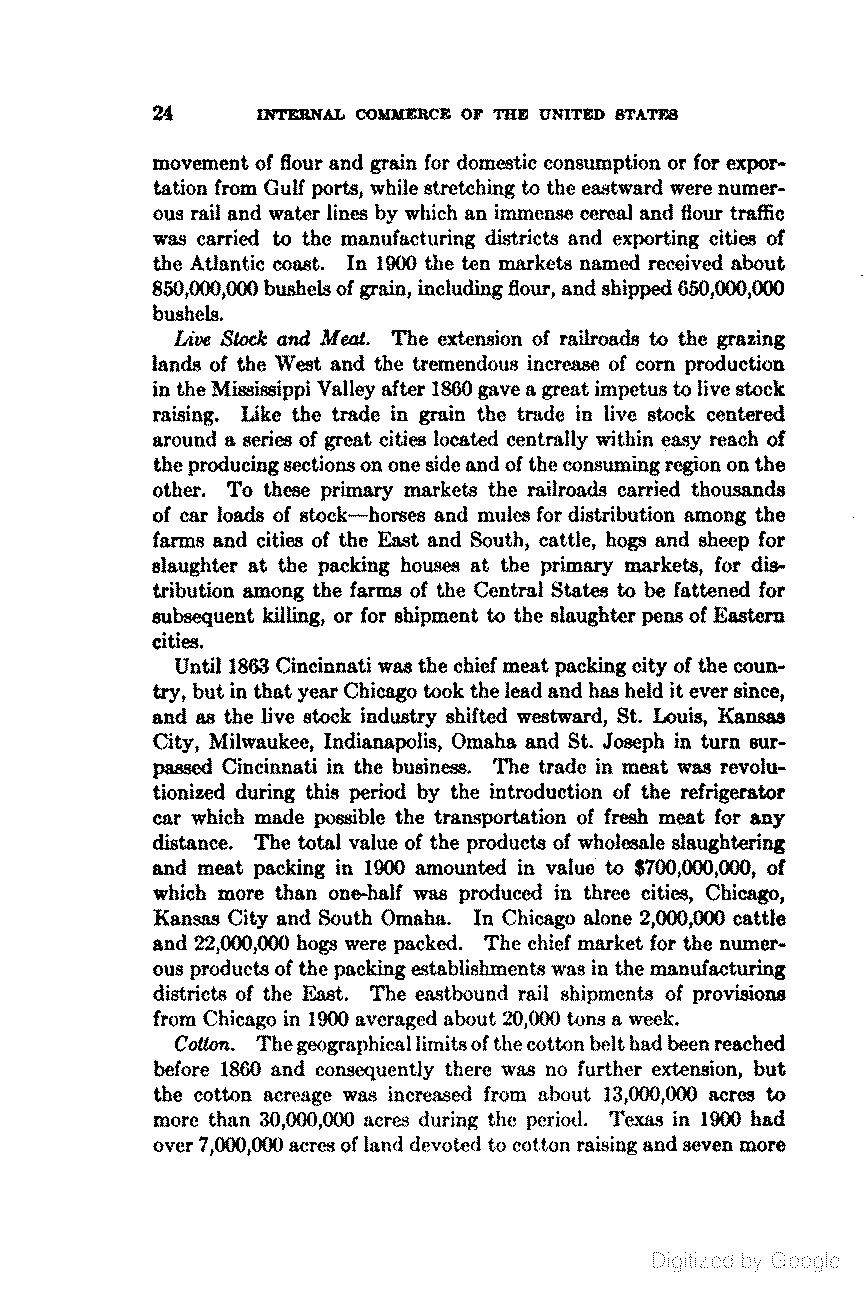 24 INTERNAL COMMERCE OF THE UNITED STATES
movement of flour and grain for domestic consumption or for expor-
tation from Gulf ports, while stretching to the eastward were numer-
ous rail and water lines by which an immense cereal and flour traffic
was carried to the manufacturing districts and exporting cities of
the Atlantic coast. In 1900 the ten markets named received about
850,000,000 bushels of grain, including flour, and shipped 650,000,000
bushels.
Live Stock and Meat. The extension of railroads to the grazing
lands of the West and the tremendous increase of corn production
in the Mississippi Valley after 1860 gave a great impetus to live stock
raising. Like the trade in grain the trade in live stock centered
around a series of great cities located centrally within easy reach of
the producing sections on one side and of the consuming region on the
other. To these primary markets the railroads carried thousands
of car loads of stock—horses and mules for distribution among the
farms and cities of the East and South, cattle, hogs and sheep for
slaughter at the packing houses at the primary markets, for dis-
tribution among the farms of the Central States to be fattened for
subsequent killing, or for shipment to the slaughter pens of Eastern
cities.
Until 1863 Cincinnati was the chief meat packing city of the coun-
try, but in that year Chicago took the lead and has held it ever since,
and as the live stock industry shifted westward, St. Louis, Kansas
City, Milwaukee, Indianapolis, Omaha and St. Joseph in turn sur-
passed Cincinnati in the business. The trade in meat was revolu-
tionized during this period by the introduction of the refrigerator
car which made possible the transportation of fresh meat for any
distance. The total value of the products of wholesale slaughtering
and meat packing in 1900 amounted in value to $700,000,000, of
which more than one-half was produced in three cities, Chicago,
Kansas City and South Omaha. In Chicago alone 2,000,000 cattle
and 22,000,000 hogs were packed. The chief market for the numer-
ous products of the packing establishments was in the manufacturing
districts of the East. The eastbound rail shipments of provisions
from Chicago in 1900 averaged about 20,000 tons a week.
Cotton. The geographical limits of the cotton belt had been reached
before 1860 and consequently there was no further extension, but
the cotton acreage was increased from about 13,000,000 acres to
more than 30,000,000 acres during the period. Texas in 1900 had
over 7,000,000 acres of land devoted to cotton raising and seven more
Digitized by Google